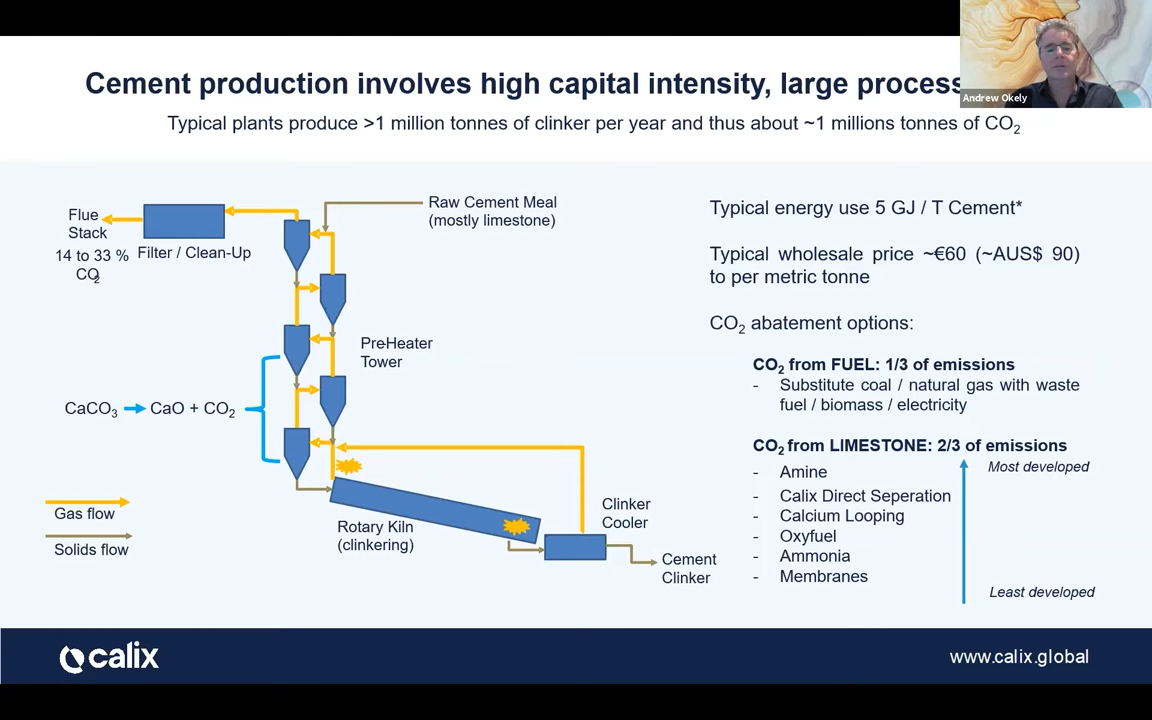 Cement production involves high capital intensity, large process
Andrew Okely
Typical plants produce >1 million tonnes of clinker per year and thus about ~1 millions tonnes of CO2
Flue
Stack
14 to 33 %
CO2
Filter / Clean-Up
Raw Cement Meal
(mostly limestone)
Pre-Heater
Tower
CaCO3
CaO + CO2
Gas flow
Solids flow
Rotary Kiln
(clinkering)
Clinker
Cooler
Cement
Clinker
Typical energy use 5 GJ / T Cement*
Typical wholesale price ~€60 (~AUS$ 90)
to per metric tonne
CO2 abatement options:
CO2 from FUEL: 1/3 of emissions
- Substitute coal / natural gas with waste
fuel / biomass / electricity
CO2 from LIMESTONE: 2/3 of emissions
- Amine
- Calix Direct Seperation
- Calcium Looping
- Oxyfuel
- Ammonia
- Membranes
Most developed
Least developed
calix
www.calix.global